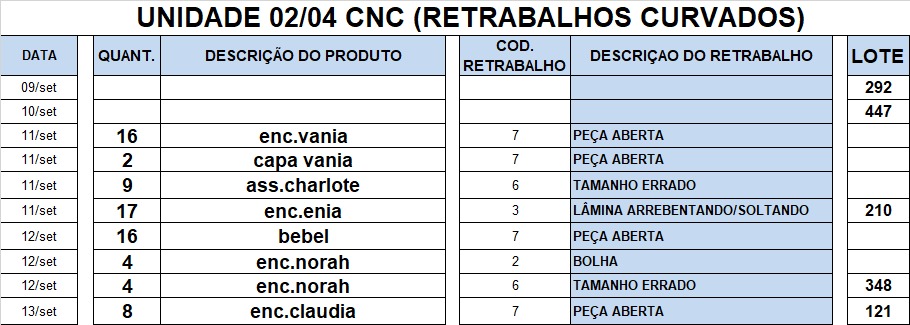 UNIDADE 02/04 CNC (RETRABALHOS CURVADOS)
DATA QUANT. DESCRIÇÃO DO PRODUTO COD. RETRABALHO DESCRIÇAO DO RETRABALHO LOTE
09/set 292
10/set 447
11/set 16 enc.vania 7 PEÇA ABERTA
11/set 2 capa vania 7 PEÇA ABERTA
11/set 9 ass.charlote 6 TAMANHO ERRADO
11/set 17 enc.enia 3 LÂMINA ARREBENTANDO/SOLTANDO 210
12/set 16 bebel 7 PEÇA ABERTA
12/set 4 enc.norah 2 BOLHA
12/set 4 enc.norah 6 TAMANHO ERRADO 348
13/set 8 enc.claudia 7 PEÇA ABERTA 121